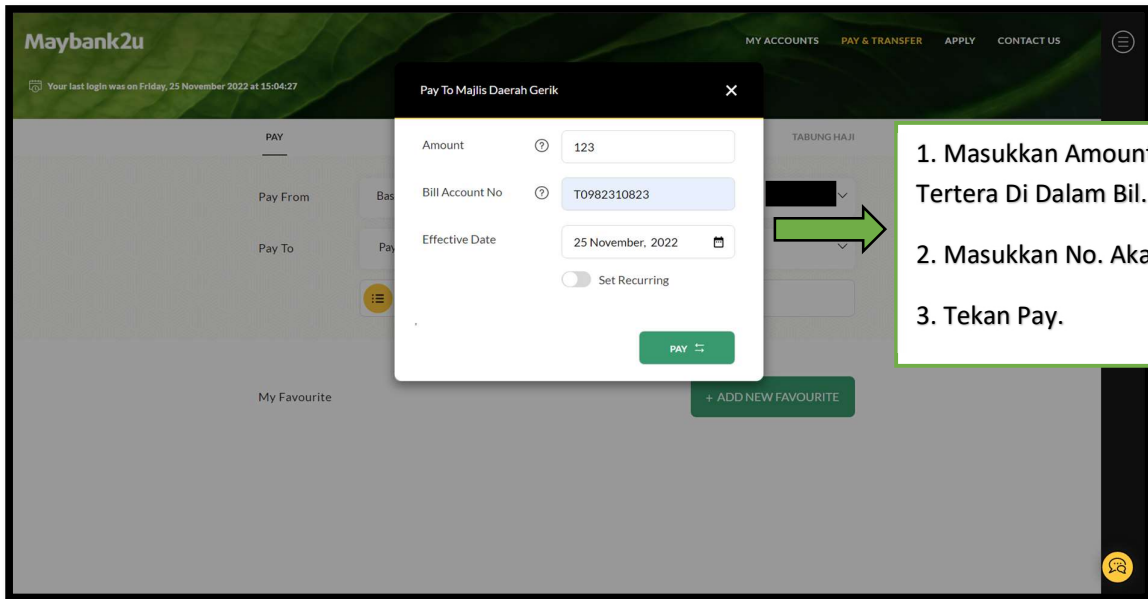 Maybank2u
MY ACCOUNTS PAY & TRANSFER APPLY CONTACT US
Your last login was on Friday, 25 November 2022 at 15:04:27
Pay To Majlis Daerah Gerik
PAY
TABUNG HAJI
Amount 123
Bill Account No T0982310823
Effective Date 25 November, 2022
Set Recurring
PAY
Pay From
Pay To
My Favourite
+ ADD NEW FAVOURITE
1. Masukkan Amount
Tertera Di Dalam Bil.
2. Masukkan No.
3. Tekan Pay.